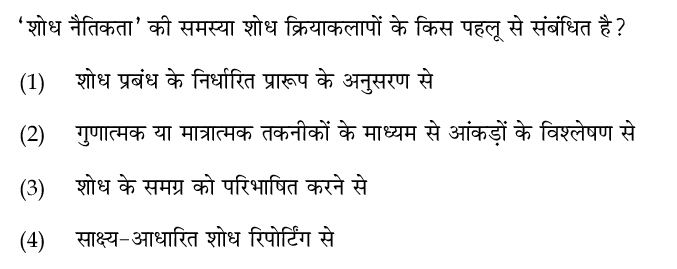 ‘शोध नैतिकता’ की समस्या शोध क्रियाकलापों के किस पहलू से संबंधित है ?
(1) शोध प्रबंध के निर्धारित प्रारूप के अनुसरण से
(2) गुणात्मक या मात्रात्मक तकनीकों के माध्यम से आंकड़ों के विश्लेषण से
(3) शोध के समग्र को परिभाषित करने से
(4) साक्ष्य-आधारित शोध रिपोर्टिंग से